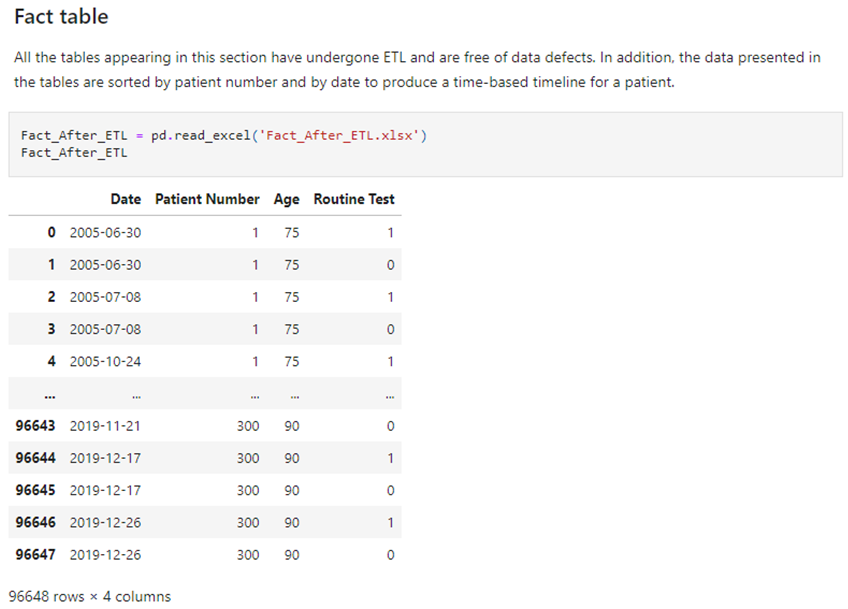 Fact table
All the tables appearing in this section have undergone ETL and are free of data defects. In addition, the data presented in
the tables are sorted by patient number and by date to produce a time-based timeline for a patient.
Fact_After_ETL = pd.read_excel('Fact_After_ETL.xlsx')
Fact_After_ETL
Date Patient Number Age Routine Test
0 2005-06-30 1 75 1
1 2005-06-30 1 75 0
2 2005-07-08 1 75 1
3 2005-07-08 1 75 0
4 2005-10-24 1 75 1
... ... ... ... ...
96643 2019-11-21 300 90 0
96644 2019-12-17 300 90 1
96645 2019-12-17 300 90 0
96646 2019-12-26 300 90 1
96647 2019-12-26 300 90 0
96648 rows × 4 columns